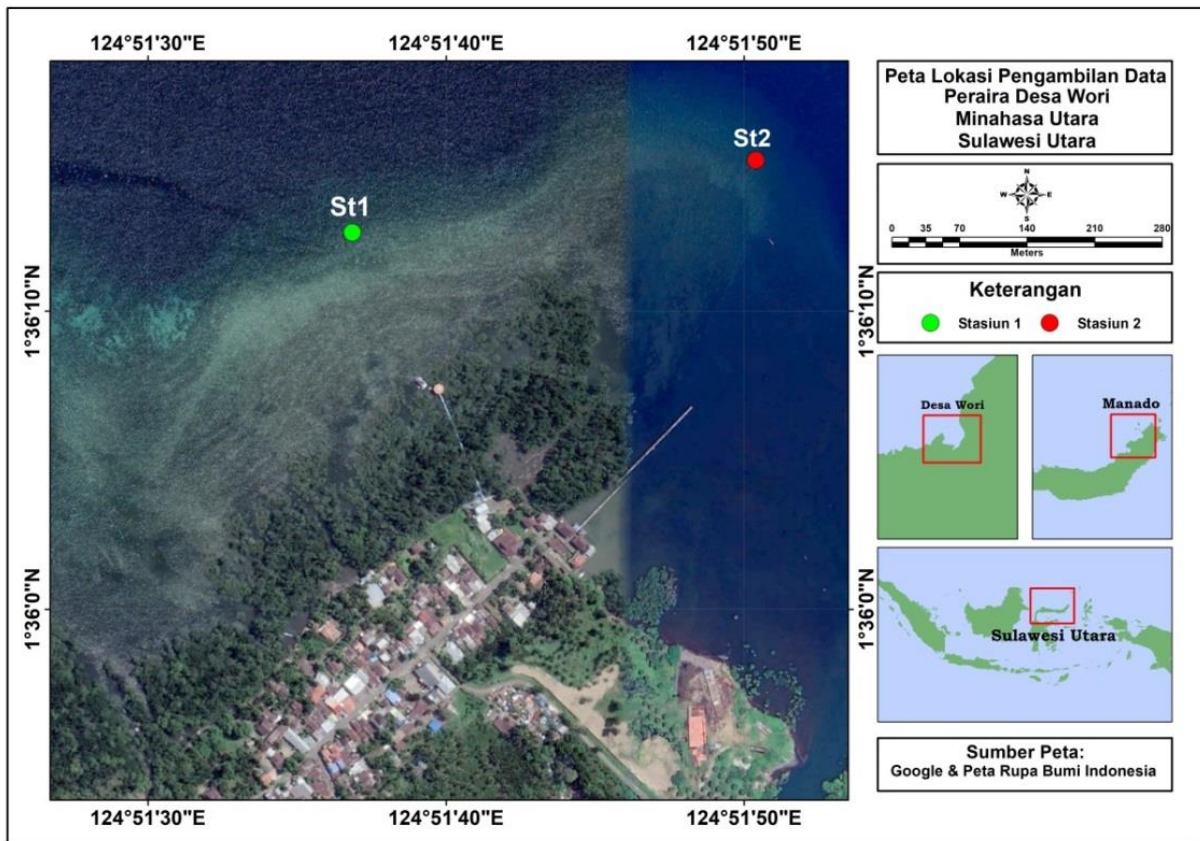 124°51'30"E 124°51'40"E 124°51'50"E
St1
St2
1°36'10"N
1°36'0"N
1°36'10"N
1°36'0"N
124°51'30"E 124°51'40"E 124°51'50"E
Peta Lokasi Pengambilan Data
Peraira Desa Wori
Minahasa Utara
Sulawesi Utara
N
W E
S
0 35 70 140 210 280
Meters
Keterangan
Stasiun 1 Stasiun 2
Desa Wori
Manado
Sulawesi Utara
Sumber Peta:
Google & Peta Rupa Bumi Indonesia